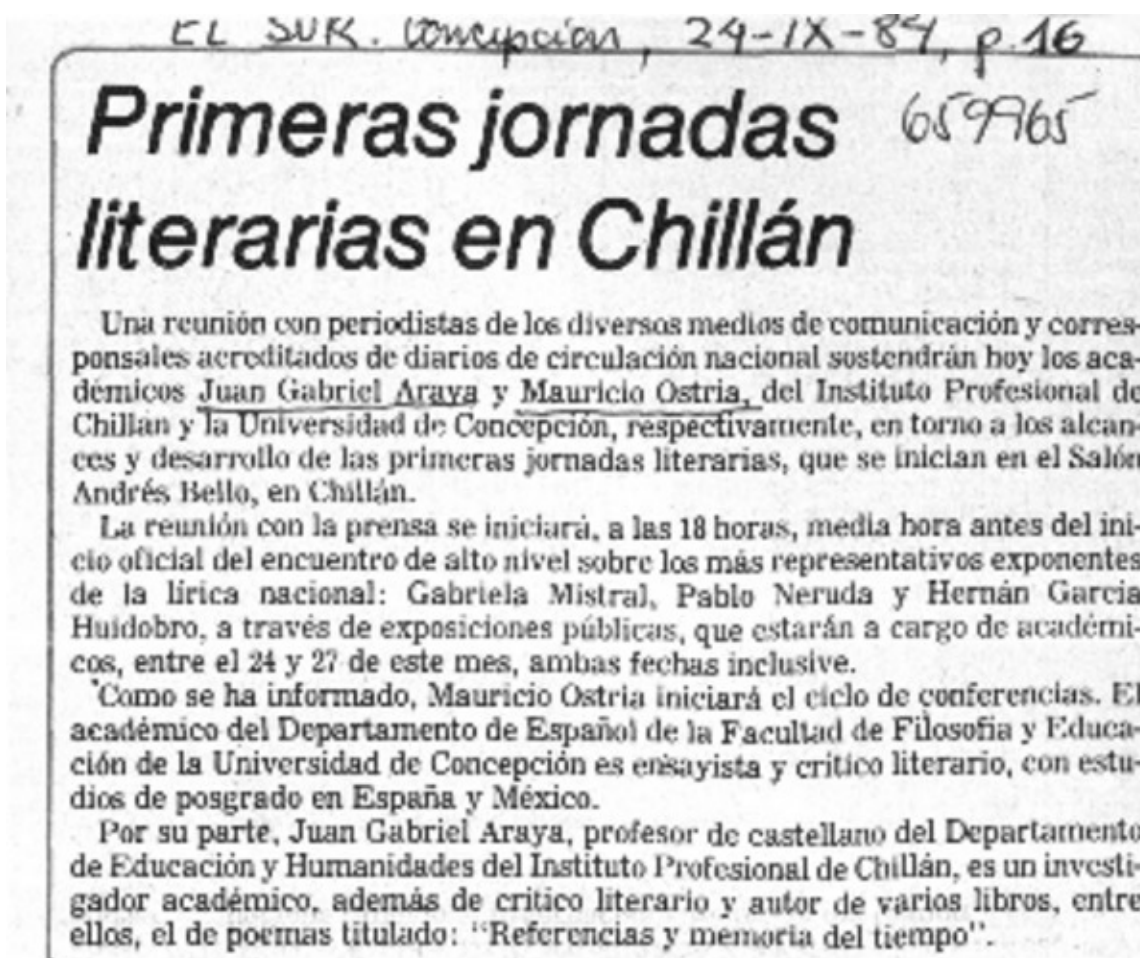 EL SUR. Concepción, 24-IX-84, p.16
659965
Primeras jornadas
literarias en Chillán
Una reunión con periodistas de los diversos medios de comunicación y corres-
ponsales acreditados de diarios de circulación nacional sostendrán hoy los aca-
démicos Juan Gabriel Araya y Mauricio Ostria, del Instituto Profesional de
Chillán y la Universidad de Concepción, respectivamente, en torno a los alcan-
ces y desarrollo de las primeras jornadas literarias, que se inician en el Salón
Andrés Bello, en Chillán.
La reunión con la prensa se iniciará, a las 18 horas, media hora antes del ini-
cio oficial del encuentro de alto nivel sobre los más representativos exponentes
de la lírica nacional: Gabriela Mistral, Pablo Neruda y Hernán García
Huidobro, a través de exposiciones públicas, que estarán a cargo de académi-
cos, entre el 24 y 27 de este mes, ambas fechas inclusive.
Como se ha informado, Mauricio Ostria iniciará el ciclo de conferencias. El
académico del Departamento de Español de la Facultad de Filosofía y Educa-
ción de la Universidad de Concepción es ensayista y crítico literario, con estu-
dios de posgrado en España y México.
Por su parte, Juan Gabriel Araya, profesor de castellano del Departamento
de Educación y Humanidades del Instituto Profesional de Chillán, es un investi-
gador académico, además de crítico literario y autor de varios libros, entre
ellos, el de poemas titulado: "Referencias y memoria del tiempo".